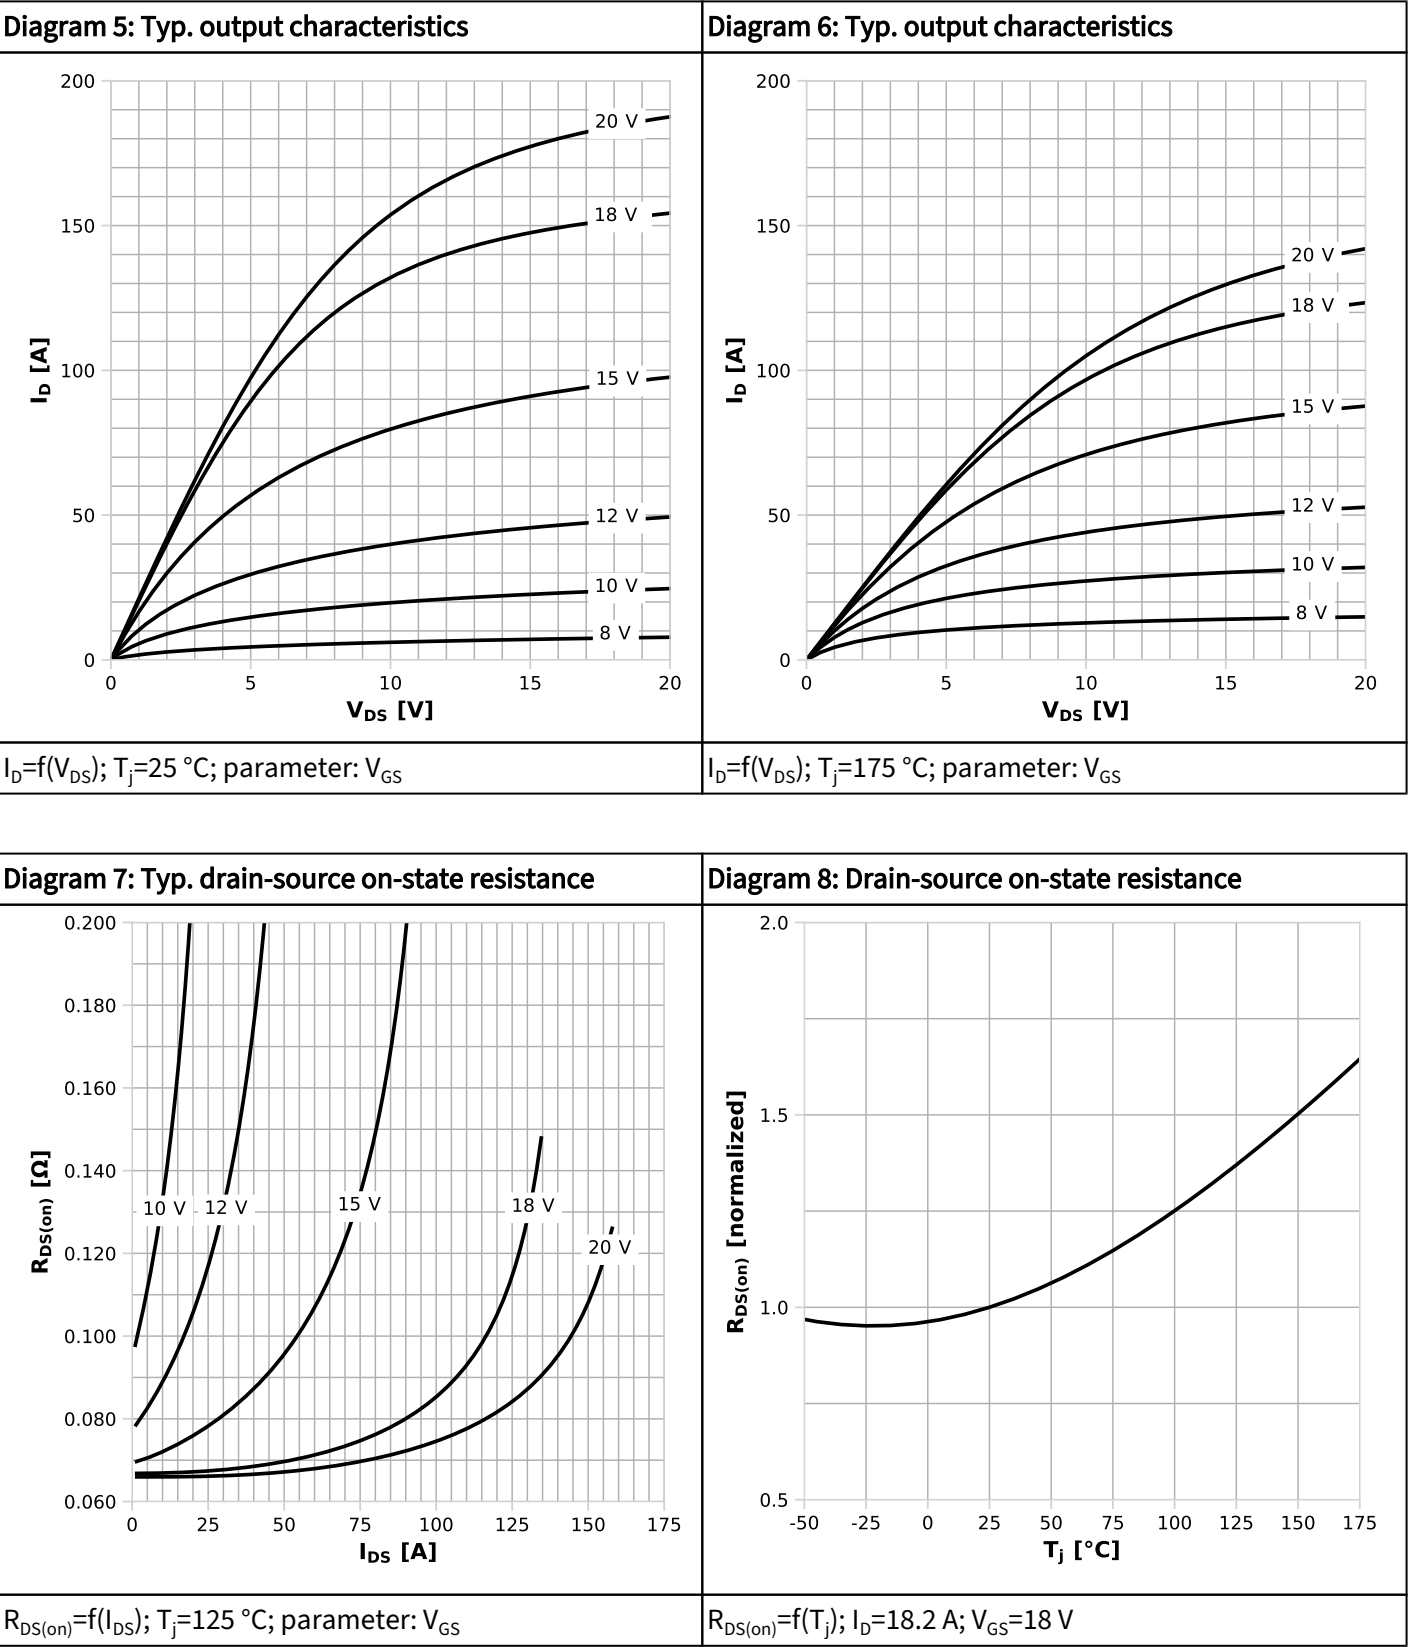 Diagram 5: Typ. output characteristics
Diagram 6: Typ. output characteristics
200
150
100
50
0
I_D [A]
20 V
18 V
15 V
12 V
10 V
8 V
0 5 10 15 20
V_DS [V]
200
150
100
50
0
I_D [A]
20 V
18 V
15 V
12 V
10 V
8 V
0 5 10 15 20
V_DS [V]
I_D=f(V_DS); T_j=25 °C; parameter: V_GS
I_D=f(V_DS); T_j=175 °C; parameter: V_GS
Diagram 7: Typ. drain-source on-state resistance
Diagram 8: Drain-source on-state resistance
0.200
0.180
0.160
0.140
0.120
0.100
0.080
0.060
R_DS(on) [Ω]
10 V 12 V 15 V 18 V
20 V
0 25 50 75 100 125 150 175
I_DS [A]
2.0
1.5
1.0
0.5
R_DS(on) [normalized]
-50 -25 0 25 50 75 100 125 150 175
T_j [°C]
R_DS(on)=f(I_DS); T_j=125 °C; parameter: V_GS
R_DS(on)=f(T_j); I_D=18.2 A; V_GS=18 V